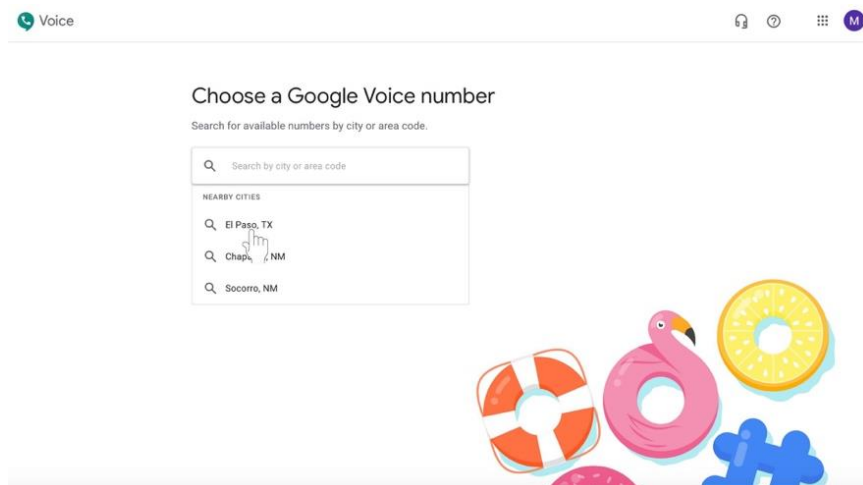 Voice
M
Choose a Google Voice number
Search for available numbers by city or area code.
Search by city or area code
NEARBY CITIES
El Paso, TX
NM
Socorro, NM